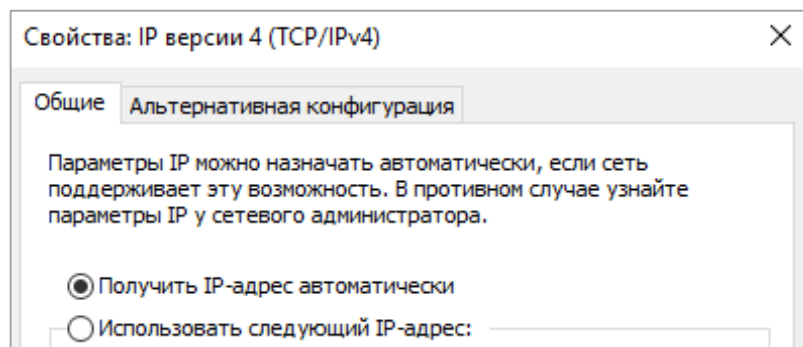 Свойства: IP версии 4 (TCP/IPv4)
Общие
Альтернативная конфигурация
Параметры IP можно назначать автоматически, если сеть
поддерживает эту возможность. В противном случае узнайте
параметры IP у сетевого администратора.
Получить IP-адрес автоматически
Использовать следующий IP-адрес: